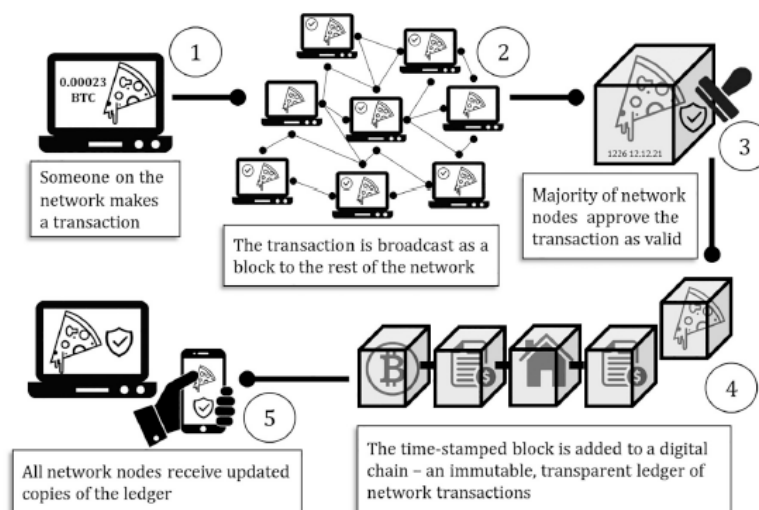 1
0.00023
BTC
Someone on the
network makes
a transaction
2
The transaction is broadcast as a
block to the rest of the network
1226 12.12.21
3
Majority of network
nodes approve the
transaction as valid
4
The time-stamped block is added to a digital
chain – an immutable, transparent ledger of
network transactions
5
All network nodes receive updated
copies of the ledger